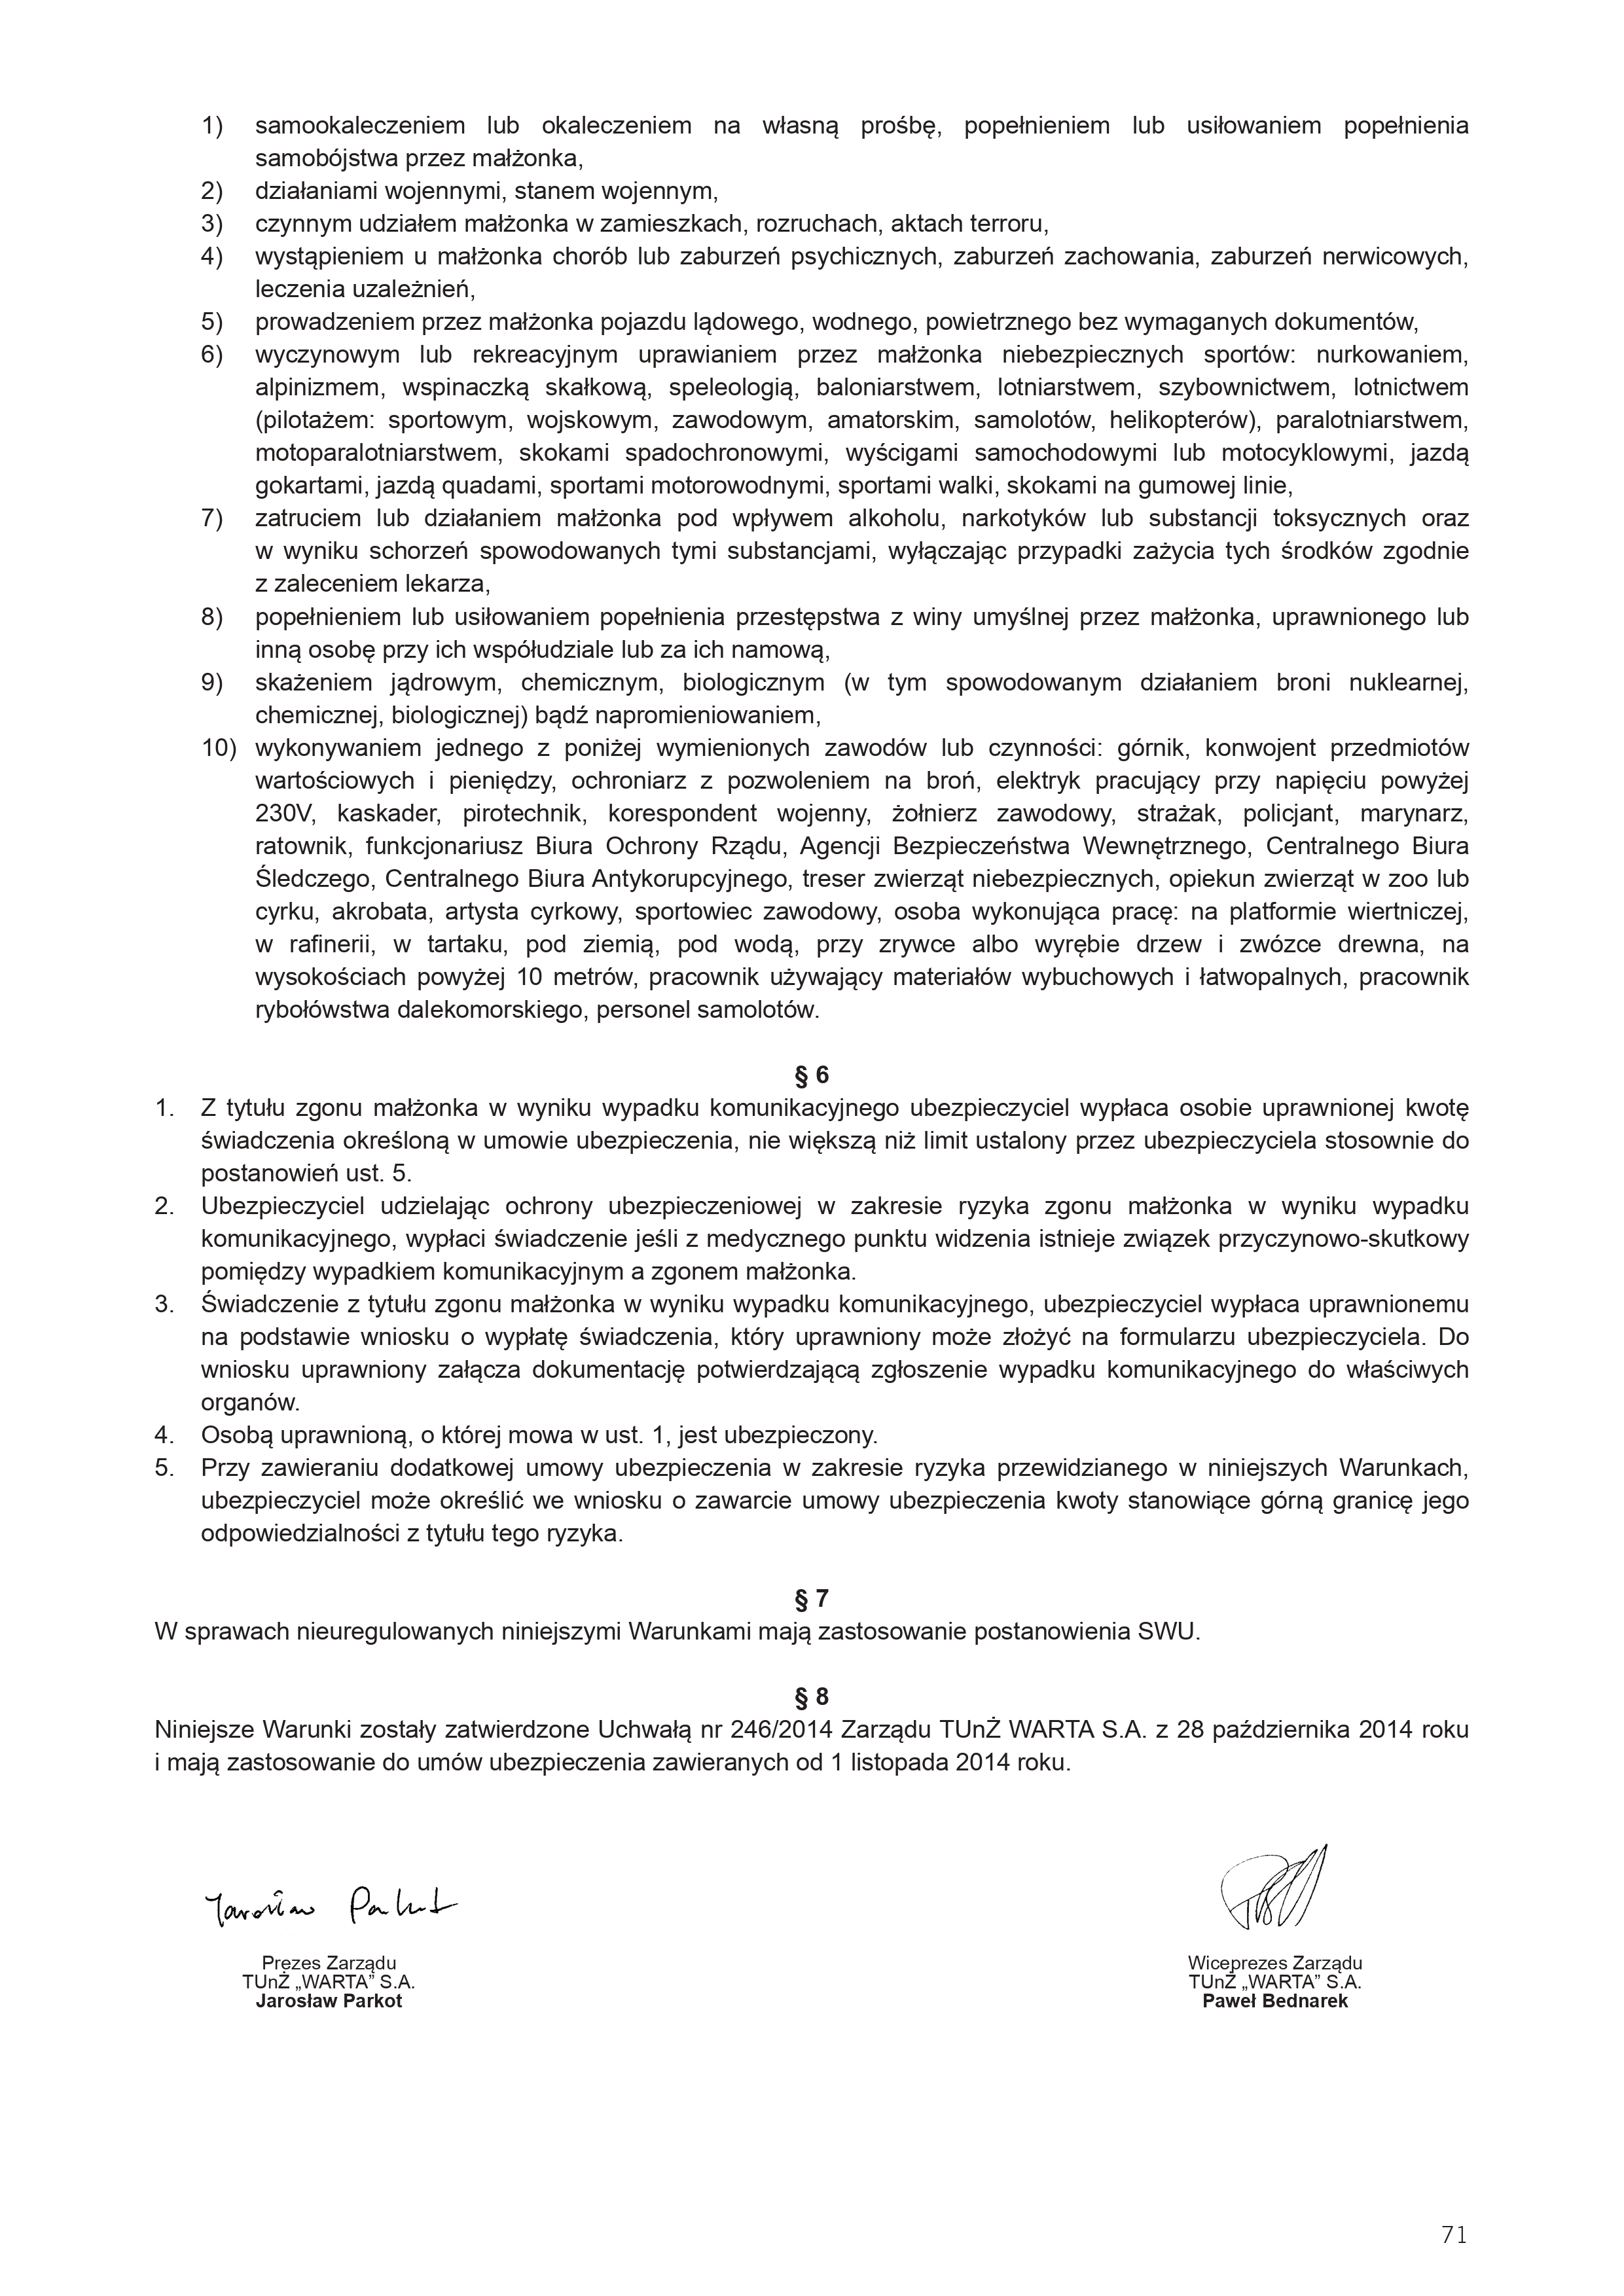 1) samookaleczeniem lub okaleczeniem na własną prośbę, popełnieniem lub usiłowaniem popełnienia
samobójstwa przez małżonka,
2) działaniami wojennymi, stanem wojennym,
3) czynnym udziałem małżonka w zamieszkach, rozruchach, aktach terroru,
4) wystąpieniem u małżonka chorób lub zaburzeń psychicznych, zaburzeń zachowania, zaburzeń nerwicowych,
leczenia uzależnień,
5) prowadzeniem przez małżonka pojazdu lądowego, wodnego, powietrznego bez wymaganych dokumentów,
6) wyczynowym lub rekreacyjnym uprawianiem przez małżonka niebezpiecznych sportów: nurkowaniem,
alpinizmem, wspinaczką skałkową, speleologią, baloniarstwem, lotniarstwem, szybownictwem, lotnictwem
(pilotażem: sportowym, wojskowym, zawodowym, amatorskim, samolotów, helikopterów), paralotniarstwem,
motoparalotniarstwem, skokami spadochronowymi, wyścigami samochodowymi lub motocyklowymi, jazdą
gokartami, jazdą quadami, sportami motorowodnymi, sportami walki, skokami na gumowej linie,
7) zatruciem lub działaniem małżonka pod wpływem alkoholu, narkotyków lub substancji toksycznych oraz
w wyniku schorzeń spowodowanych tymi substancjami, wyłączając przypadki zażycia tych środków zgodnie
z zaleceniem lekarza,
8) popełnieniem lub usiłowaniem popełnienia przestępstwa z winy umyślnej przez małżonka, uprawnionego lub
inną osobę przy ich współudziale lub za ich namową,
9) skażeniem jądrowym, chemicznym, biologicznym (w tym spowodowanym działaniem broni nuklearnej,
chemicznej, biologicznej) bądź napromieniowaniem,
10) wykonywaniem jednego z poniżej wymienionych zawodów lub czynności: górnik, konwojent przedmiotów
wartościowych i pieniędzy, ochroniarz z pozwoleniem na broń, elektryk pracujący przy napięciu powyżej
230V, kaskader, pirotechnik, korespondent wojenny, żołnierz zawodowy, strażak, policjant, marynarz,
ratownik, funkcjonariusz Biura Ochrony Rządu, Agencji Bezpieczeństwa Wewnętrznego, Centralnego Biura
Śledczego, Centralnego Biura Antykorupcyjnego, treser zwierząt niebezpiecznych, opiekun zwierząt w zoo lub
cyrku, akrobata, artysta cyrkowy, sportowiec zawodowy, osoba wykonująca pracę: na platformie wiertniczej,
w rafinerii, w tartaku, pod ziemią, pod wodą, przy zrywce albo wyrębie drzew i zwózce drewna, na
wysokościach powyżej 10 metrów, pracownik używający materiałów wybuchowych i łatwopalnych, pracownik
rybołówstwa dalekomorskiego, personel samolotów.
§ 6
1. Z tytułu zgonu małżonka w wyniku wypadku komunikacyjnego ubezpieczyciel wypłaca osobie uprawnionej kwotę
świadczenia określoną w umowie ubezpieczenia, nie większą niż limit ustalony przez ubezpieczyciela stosownie do
postanowień ust. 5.
2. Ubezpieczyciel udzielając ochrony ubezpieczeniowej w zakresie ryzyka zgonu małżonka w wyniku wypadku
komunikacyjnego, wypłaci świadczenie jeśli z medycznego punktu widzenia istnieje związek przyczynowo-skutkowy
pomiędzy wypadkiem komunikacyjnym a zgonem małżonka.
3. Świadczenie z tytułu zgonu małżonka w wyniku wypadku komunikacyjnego, ubezpieczyciel wypłaca uprawnionemu
na podstawie wniosku o wypłatę świadczenia, który uprawniony może złożyć na formularzu ubezpieczyciela. Do
wniosku uprawniony załącza dokumentację potwierdzającą zgłoszenie wypadku komunikacyjnego do właściwych
organów.
4. Osobą uprawnioną, o której mowa w ust. 1, jest ubezpieczony.
5. Przy zawieraniu dodatkowej umowy ubezpieczenia w zakresie ryzyka przewidzianego w niniejszych Warunkach,
ubezpieczyciel może określić we wniosku o zawarcie umowy ubezpieczenia kwoty stanowiące górną granicę jego
odpowiedzialności z tytułu tego ryzyka.
§ 7
W sprawach nieuregulowanych niniejszymi Warunkami mają zastosowanie postanowienia SWU.
§ 8
Niniejsze Warunki zostały zatwierdzone Uchwałą nr 246/2014 Zarządu TUnŻ WARTA S.A. z 28 października 2014 roku
i mają zastosowanie do umów ubezpieczenia zawieranych od 1 listopada 2014 roku.
Jarosław Parkot
Prezes Zarządu
TUnŻ „WARTA” S.A.
Jarosław Parkot
Wiceprezes Zarządu
TUnŻ „WARTA” S.A.
Paweł Bednarek
71